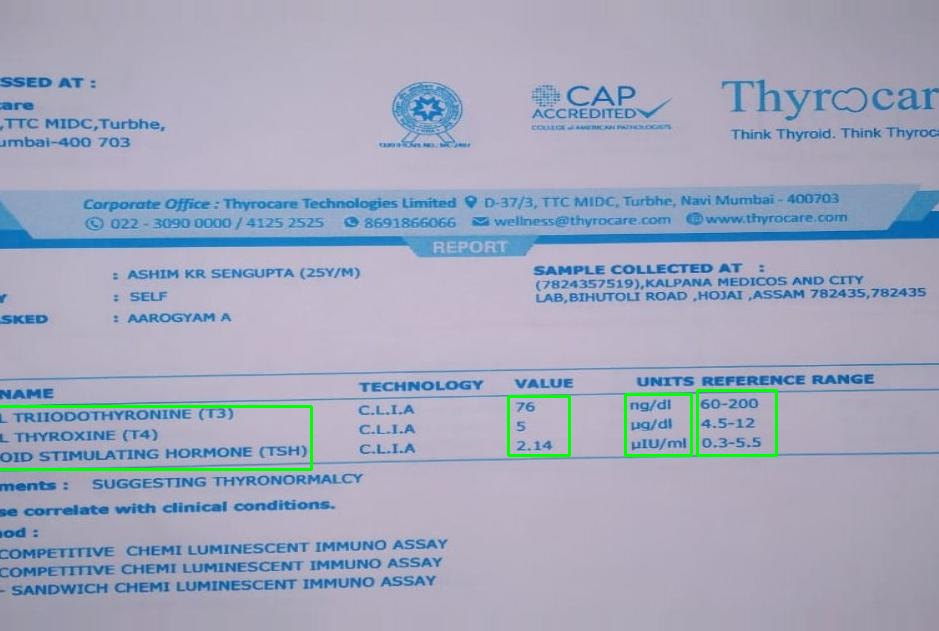 SSED AT :
care
,TTC MIDC,Turbhe,
umbai-400 703
CAP
ACCREDITED
COLLEGE of AMERICAN PATHOLOGISTS
Thyrocar
Think Thyroid. Think Thyroc
Corporate Office : Thyrocare Technologies Limited D-37/3, TTC MIDC, Turbhe, Navi Mumbai - 400703
022 - 3090 0000 / 4125 2525 8691866066 wellness@thyrocare.com www.thyrocare.com
REPORT
: ASHIM KR SENGUPTA (25Y/M)
Y : SELF
ASKED : AAROGYAM A
SAMPLE COLLECTED AT :
(7824357519),KALPANA MEDICOS AND CITY
LAB,BIHUTOLI ROAD ,HOJAI ,ASSAM 782435,782435
NAME TECHNOLOGY VALUE UNITS REFERENCE RANGE
L TRIIODOTHYRONINE (T3) C.L.I.A 76 ng/dl 60-200
L THYROXINE (T4) C.L.I.A 5 µg/dl 4.5-12
OID STIMULATING HORMONE (TSH) C.L.I.A 2.14 µIU/ml 0.3-5.5
ments : SUGGESTING THYRONORMALCY
se correlate with clinical conditions.
hod :
COMPETITIVE CHEMI LUMINESCENT IMMUNO ASSAY
COMPETITIVE CHEMI LUMINESCENT IMMUNO ASSAY
- SANDWICH CHEMI LUMINESCENT IMMUNO ASSAY